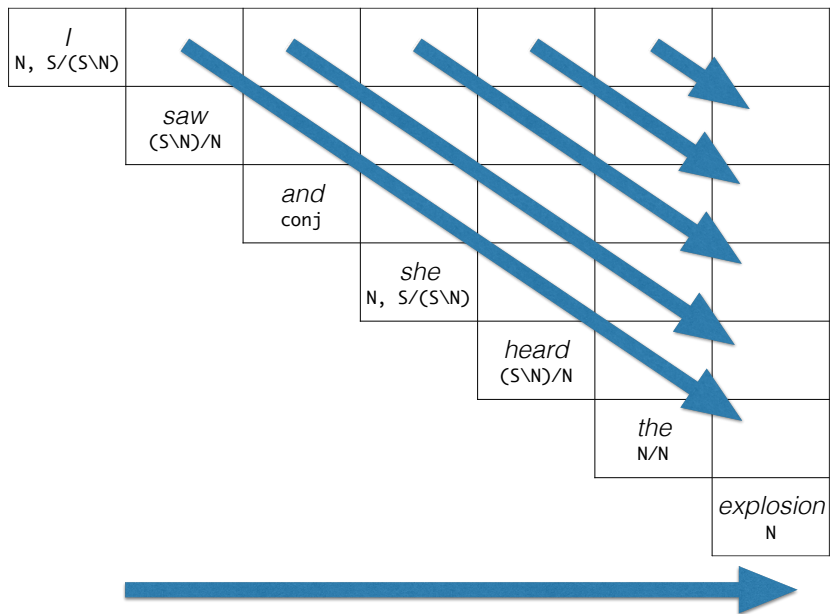 I
N, S/(S\N)
saw
(S\N)/N
and
conj
she
N, S/(S\N)
heard
(S\N)/N
the
N/N
explosion
N